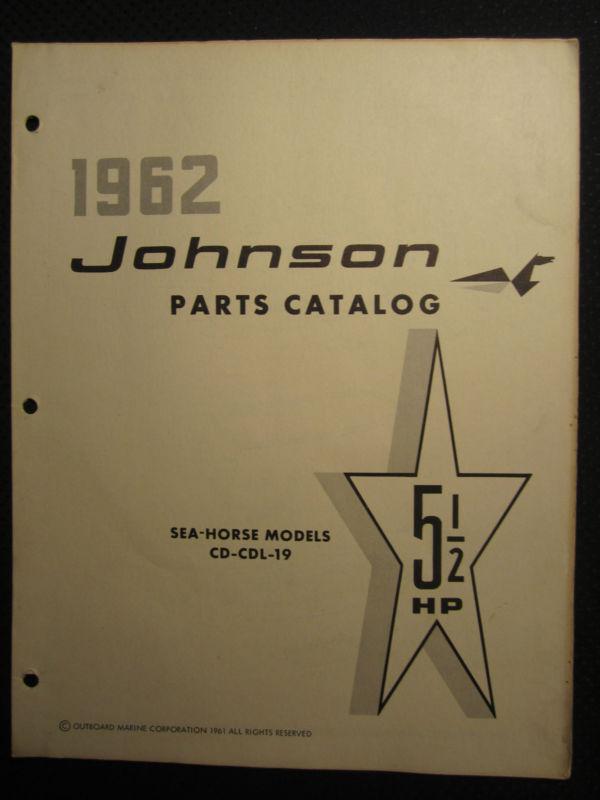 1962
Johnson
PARTS CATALOG
SEA-HORSE MODELS
CD-CDL-19
5 1/2
HP
© OUTBOARD MARINE CORPORATION 1961 ALL RIGHTS RESERVED